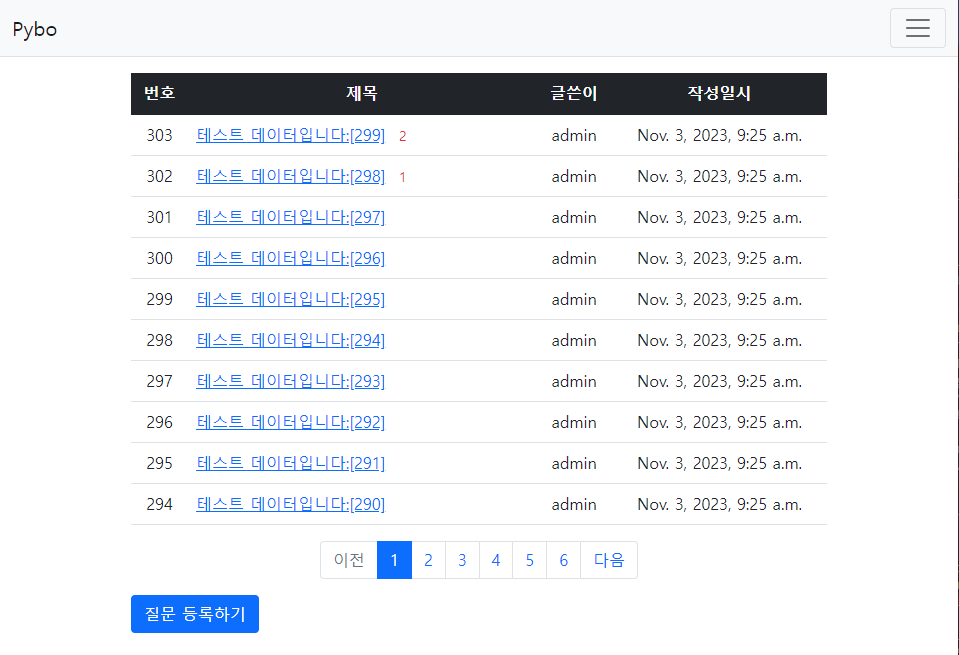 Pybo
번호 제목 글쓴이 작성일시
303 테스트 데이터입니다:[299] 2 admin Nov. 3, 2023, 9:25 a.m.
302 테스트 데이터입니다:[298] 1 admin Nov. 3, 2023, 9:25 a.m.
301 테스트 데이터입니다:[297] admin Nov. 3, 2023, 9:25 a.m.
300 테스트 데이터입니다:[296] admin Nov. 3, 2023, 9:25 a.m.
299 테스트 데이터입니다:[295] admin Nov. 3, 2023, 9:25 a.m.
298 테스트 데이터입니다:[294] admin Nov. 3, 2023, 9:25 a.m.
297 테스트 데이터입니다:[293] admin Nov. 3, 2023, 9:25 a.m.
296 테스트 데이터입니다:[292] admin Nov. 3, 2023, 9:25 a.m.
295 테스트 데이터입니다:[291] admin Nov. 3, 2023, 9:25 a.m.
294 테스트 데이터입니다:[290] admin Nov. 3, 2023, 9:25 a.m.
이전 1 2 3 4 5 6 다음
질문 등록하기